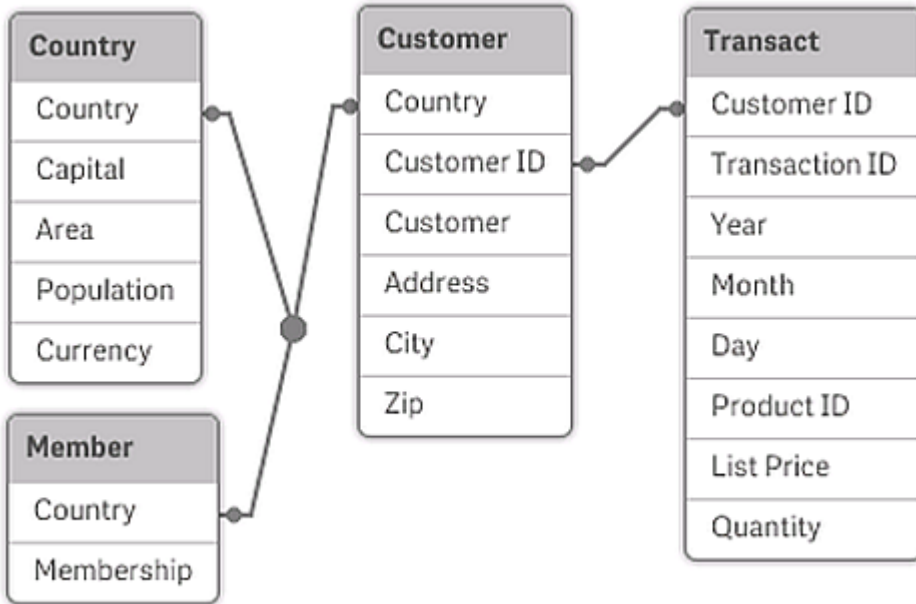 Country
Country
Capital
Area
Population
Currency
Member
Country
Membership
Customer
Country
Customer ID
Customer
Address
City
Zip
Transact
Customer ID
Transaction ID
Year
Month
Day
Product ID
List Price
Quantity